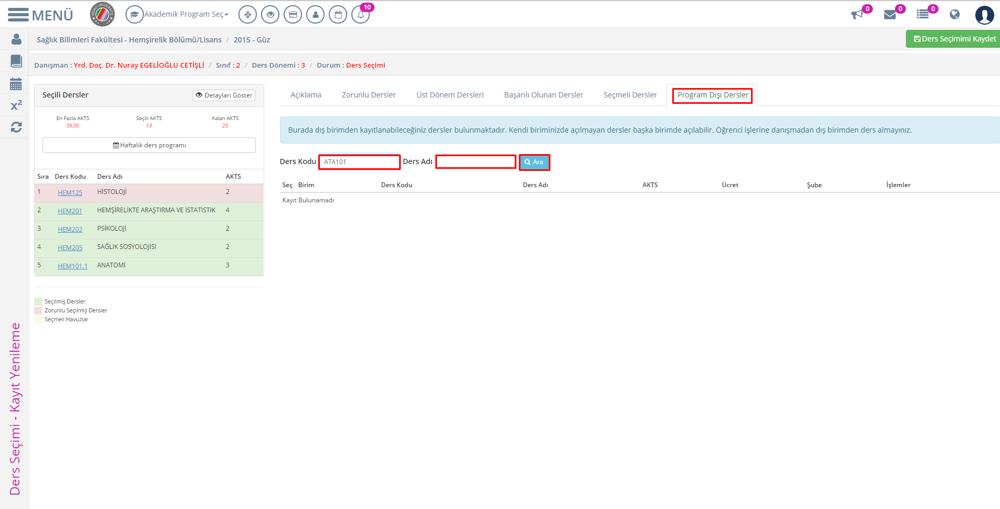 MENÜ
DEMO ÜNİVERSİTE
Akademik Program Seç
10
0
0
0
Sağlık Bilimleri Fakültesi - Hemşirelik Bölümü/Lisans / 2015 - Güz
Ders Seçimimi Kaydet
Danışman : Yrd. Doç. Dr. Nuray EGELİOĞLU CETİŞLİ / Sınıf : 2 / Ders Dönemi : 3 / Durum : Ders Seçimi
Seçili Dersler
Detayları Göster
En Fazla AKTS Seçili AKTS Kalan AKTS
38,00 13 25
Haftalık ders programı
Sıra Ders Kodu Ders Adı AKTS
1 HEM125 HİSTOLOJİ 2
2 HEM201 HEMŞİRELİKTE ARAŞTIRMA VE İSTATİSTİK 4
3 HEM202 PSİKOLOJİ 2
4 HEM205 SAĞLIK SOSYOLOJİSİ 2
5 HEM101.1 ANATOMİ 3
Seçilmiş Dersler
Zorunlu Seçilmiş Dersler
Seçmeli Havuzlar
Açıklama Zorunlu Dersler Üst Dönem Dersleri Başarılı Olunan Dersler Seçmeli Dersler Program Dışı Dersler
Burada dış birimden kayıtlanabileceğiniz dersler bulunmaktadır. Kendi biriminizde açılmayan dersler başka birimde açılabilir. Öğrenci işlerine danışmadan dış birimden ders almayınız.
Ders Kodu ATA101 Ders Adı Ara
Seç Birim Ders Kodu Ders Adı AKTS Ücret Şube İşlemler
Kayıt Bulunamadı
x²
Ders Seçimi - Kayıt Yenileme